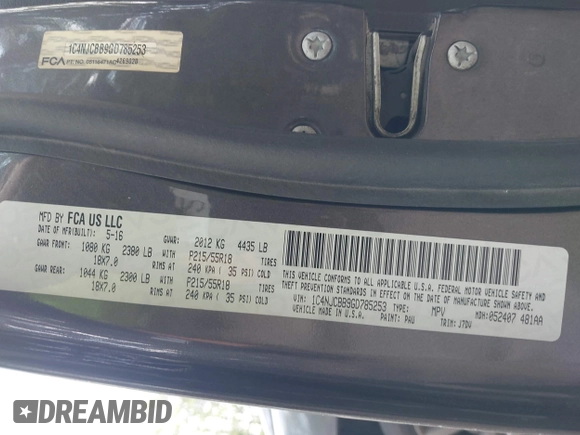 1C4NJCBB9GD785253
FCA
MFD BY FCA US LLC
DATE OF MFR(BUILT): 5-16 GVWR: 2012 KG 4435 LB
GAWR FRONT: 1080 KG 2380 LB WITH P215/55R18 TIRES
18X7.0 RIMS AT 240 KPA ( 35 PSI) COLD
GAWR REAR: 1044 KG 2300 LB WITH P215/55R18 TIRES
18X7.0 RIMS AT 240 KPA ( 35 PSI) COLD
THIS VEHICLE CONFORMS TO ALL APPLICABLE U.S.A. FEDERAL MOTOR VEHICLE SAFETY AND
THEFT PREVENTION STANDARDS IN EFFECT ON THE DATE OF MANUFACTURE SHOWN ABOVE.
VIN: 1C4NJCBB9GD785253 TYPE: MPV MDH: 052407 481AA
VEHICLE MADE IN U.S.A. PAINT: PAU TRIM: J7DV
DREAMBID